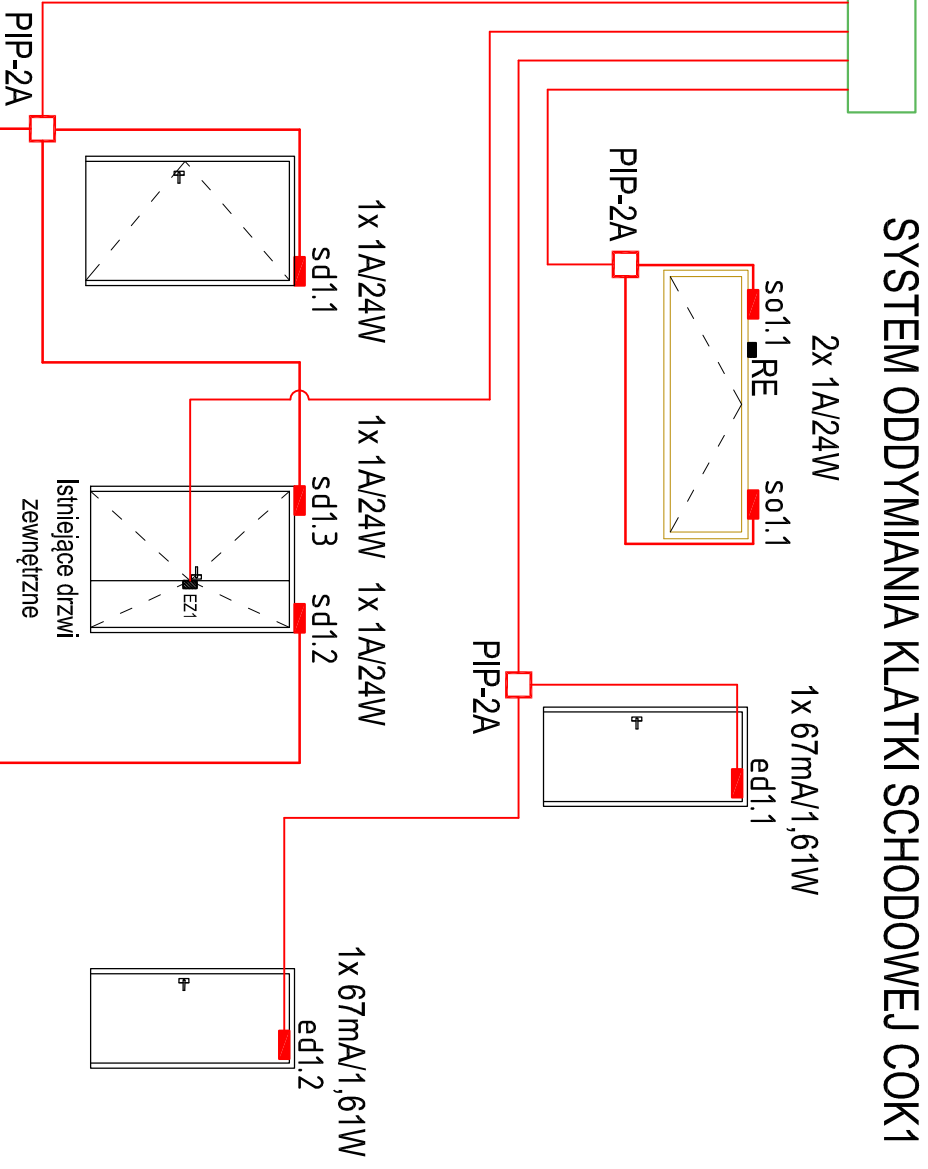 SYSTEM ODDYMIANIA KLATKI SCHODOWEJ COK1
2x 1A/24W
1x 67mA/1,61W
so1.1
RE
so1.1
ed1.1
PIP-2A
PIP-2A
1x 1A/24W
1x 1A/24W
1x 1A/24W
1x 67mA/1,61W
sd1.1
sd1.3
sd1.2
ed1.2
EZ1
Istniejące drzwi
zewnętrzne
PIP-2A